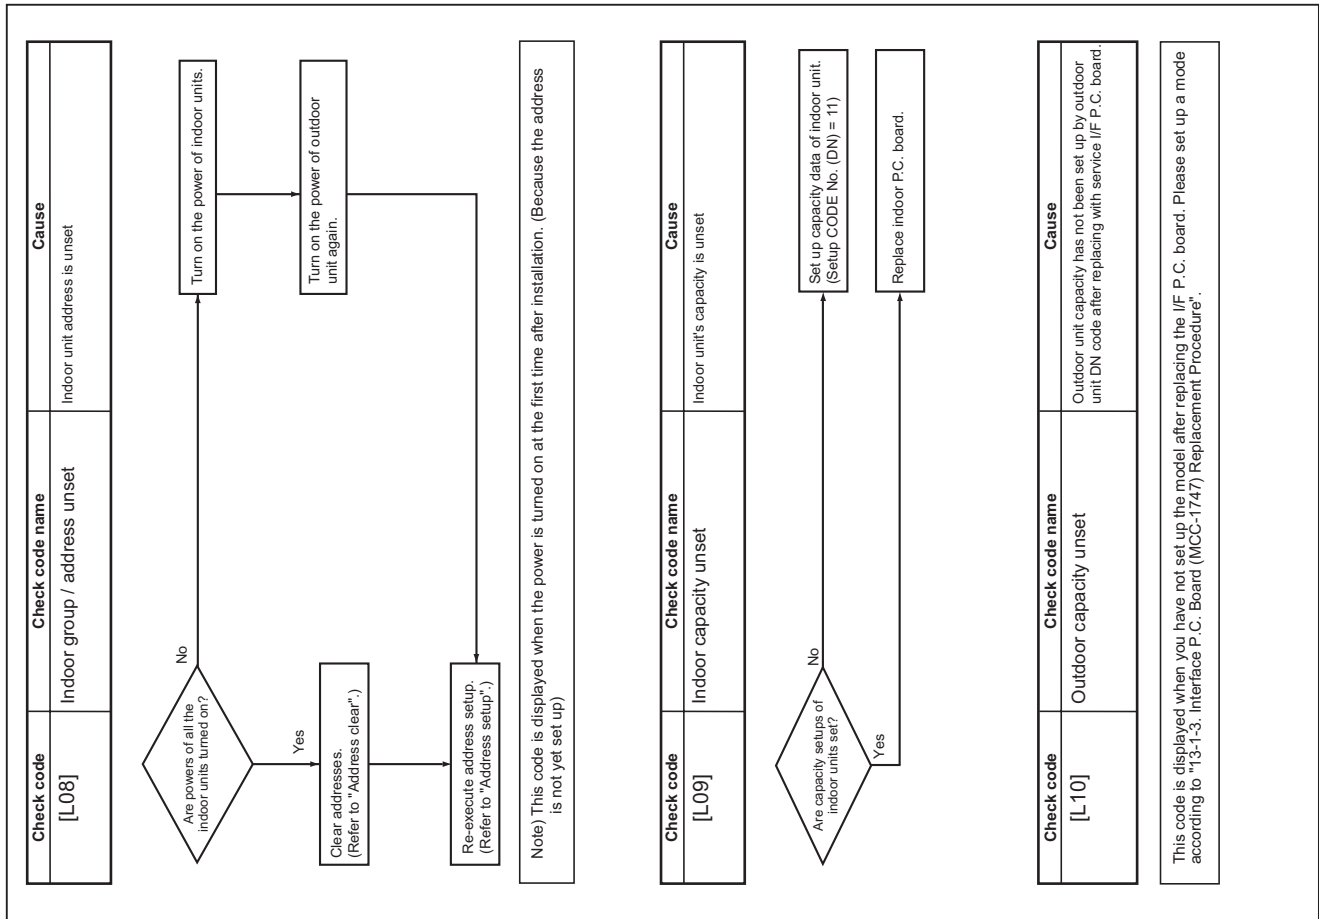 Check code Check code name Cause
[L08] Indoor group / address unset Indoor unit address is unset
Are powers of all the
indoor units turned on?
No
Yes
Turn on the power of indoor units.
Turn on the power of outdoor
unit again.
Clear addresses.
(Refer to "Address clear".)
Re-execute address setup.
(Refer to "Address setup".)
Note) This code is displayed when the power is turned on at the first time after installation. (Because the address
is not yet set up)
Check code Check code name Cause
[L09] Indoor capacity unset Indoor unit's capacity is unset
Are capacity setups of
indoor units set?
No
Yes
Set up capacity data of indoor unit.
(Setup CODE No. (DN) = 11)
Replace indoor P.C. board.
Check code Check code name Cause
[L10] Outdoor capacity unset Outdoor unit capacity has not been set up by outdoor
unit DN code after replacing with service I/F P.C. board.
This code is displayed when you have not set up the model after replacing the I/F P.C. board. Please set up a mode
according to "13-1-3. Interface P.C. Board (MCC-1747) Replacement Procedure".